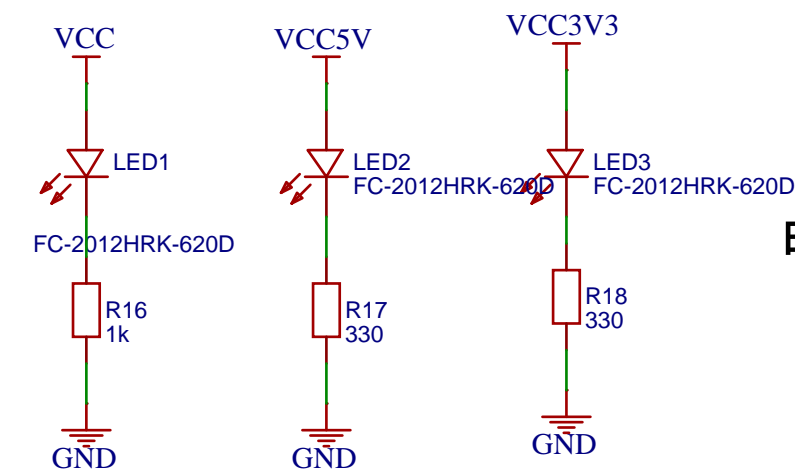 VCC
VCC5V
VCC3V3
LED1
LED2
LED3
FC-2012HRK-620D
FC-2012HRK-620D
FC-2012HRK-620D
R16
1k
R17
330
R18
330
GND
GND
GND